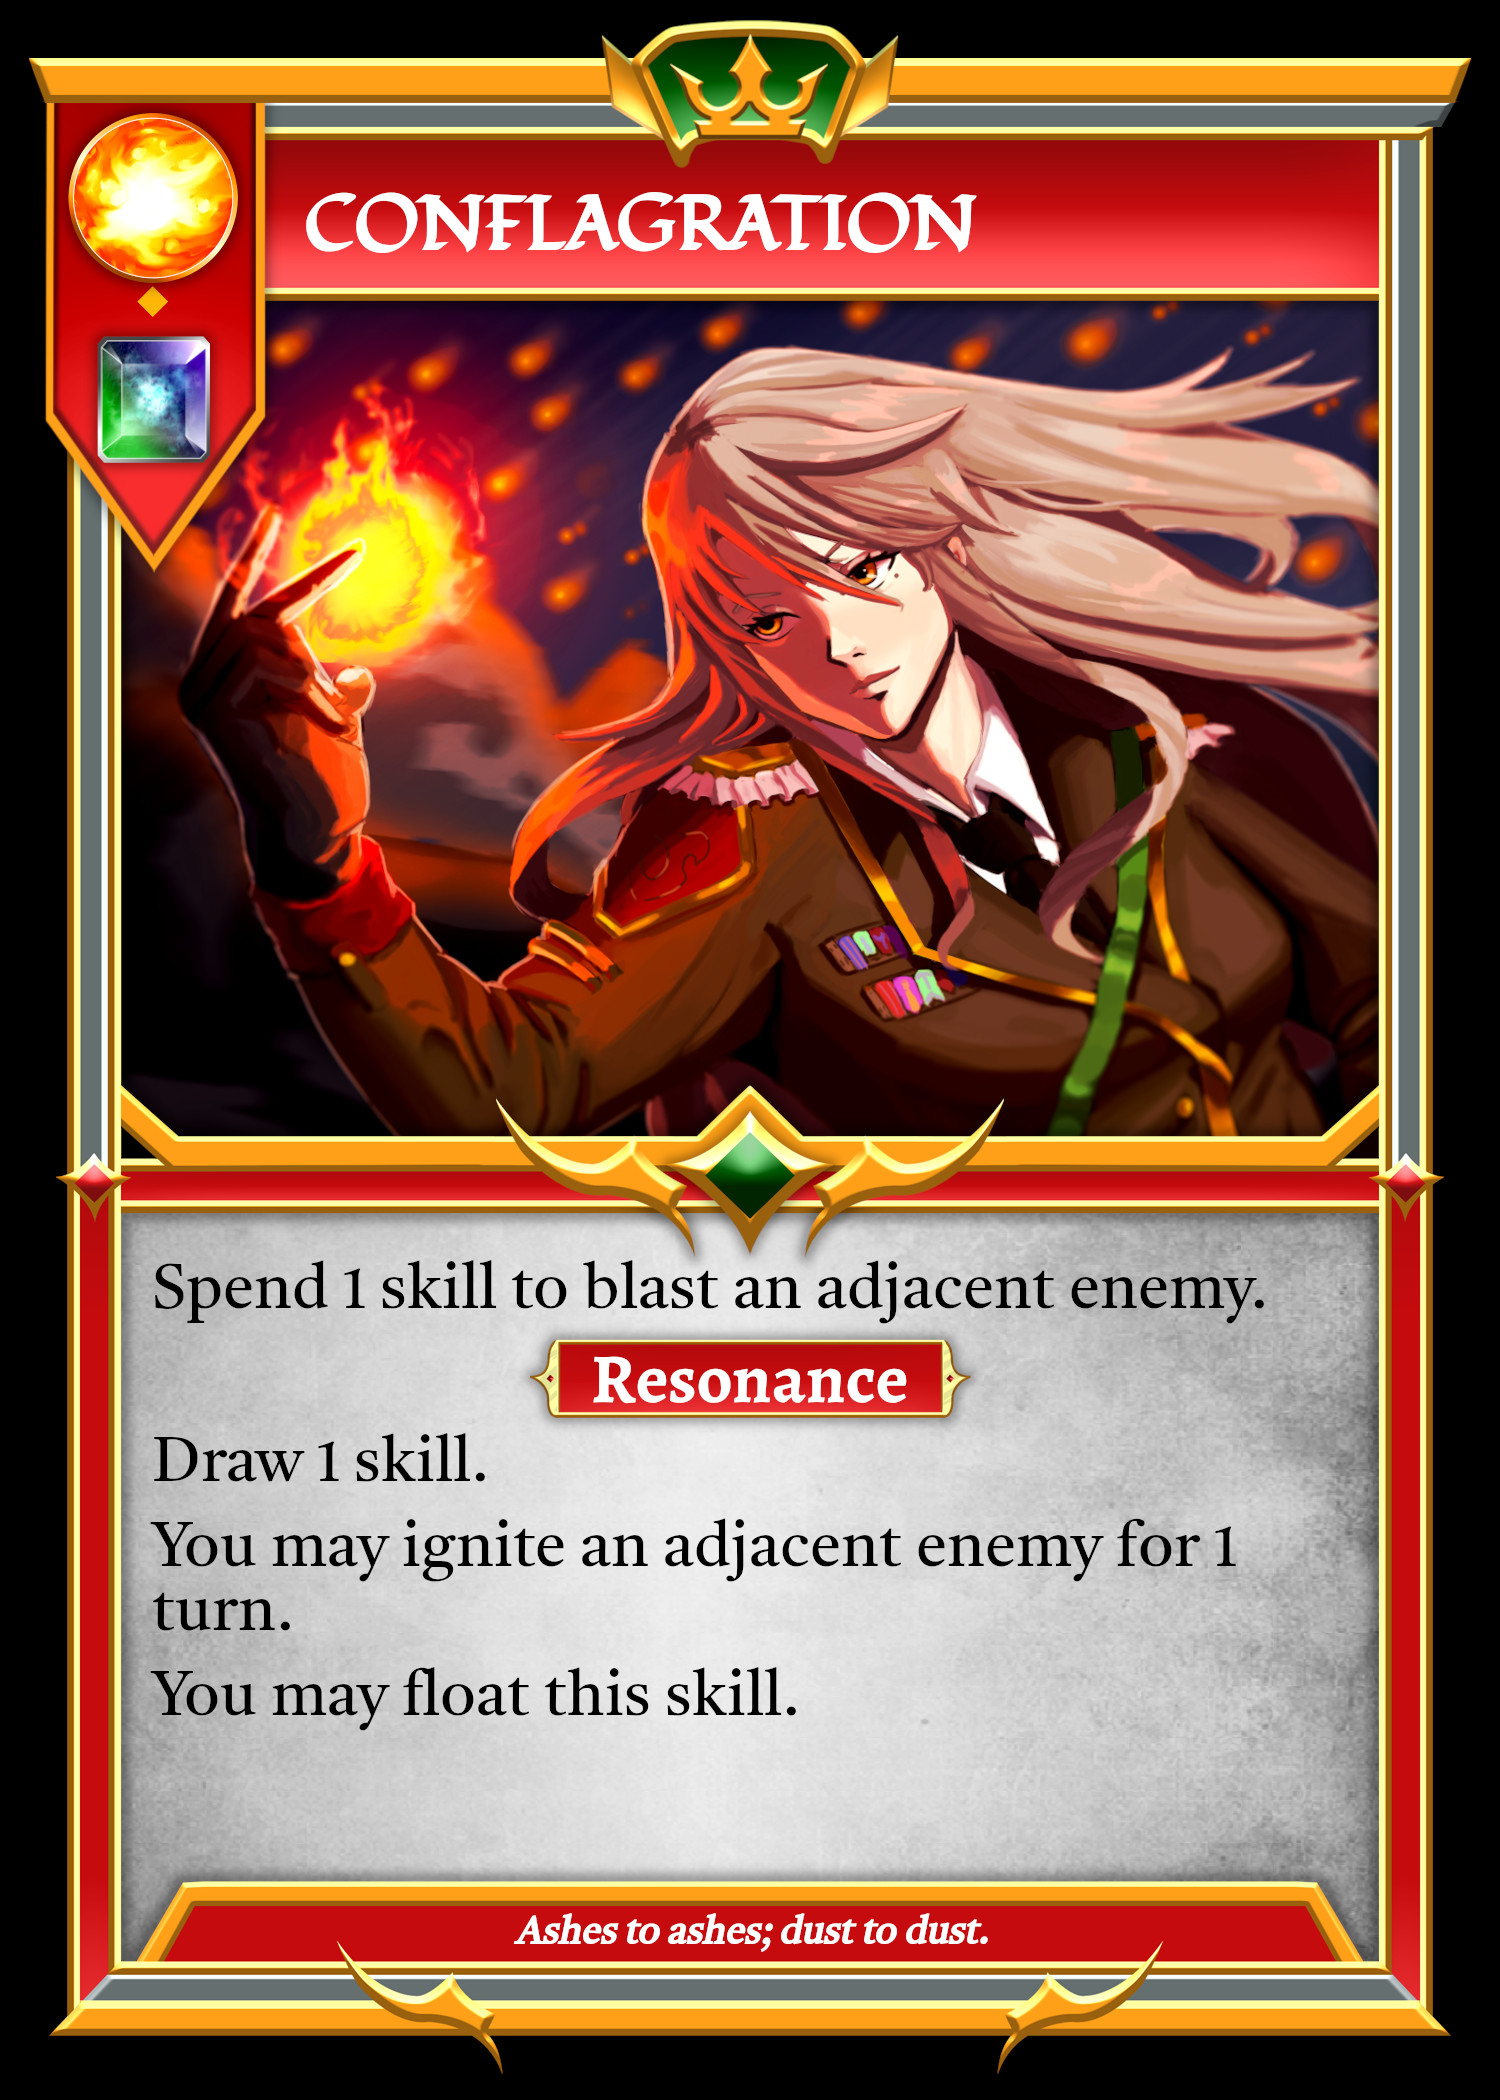 CONFLAGRATION
Spend 1 skill to blast an adjacent enemy.
Resonance
Draw 1 skill.
You may ignite an adjacent enemy for 1
turn.
You may float this skill.
Ashes to ashes; dust to dust.